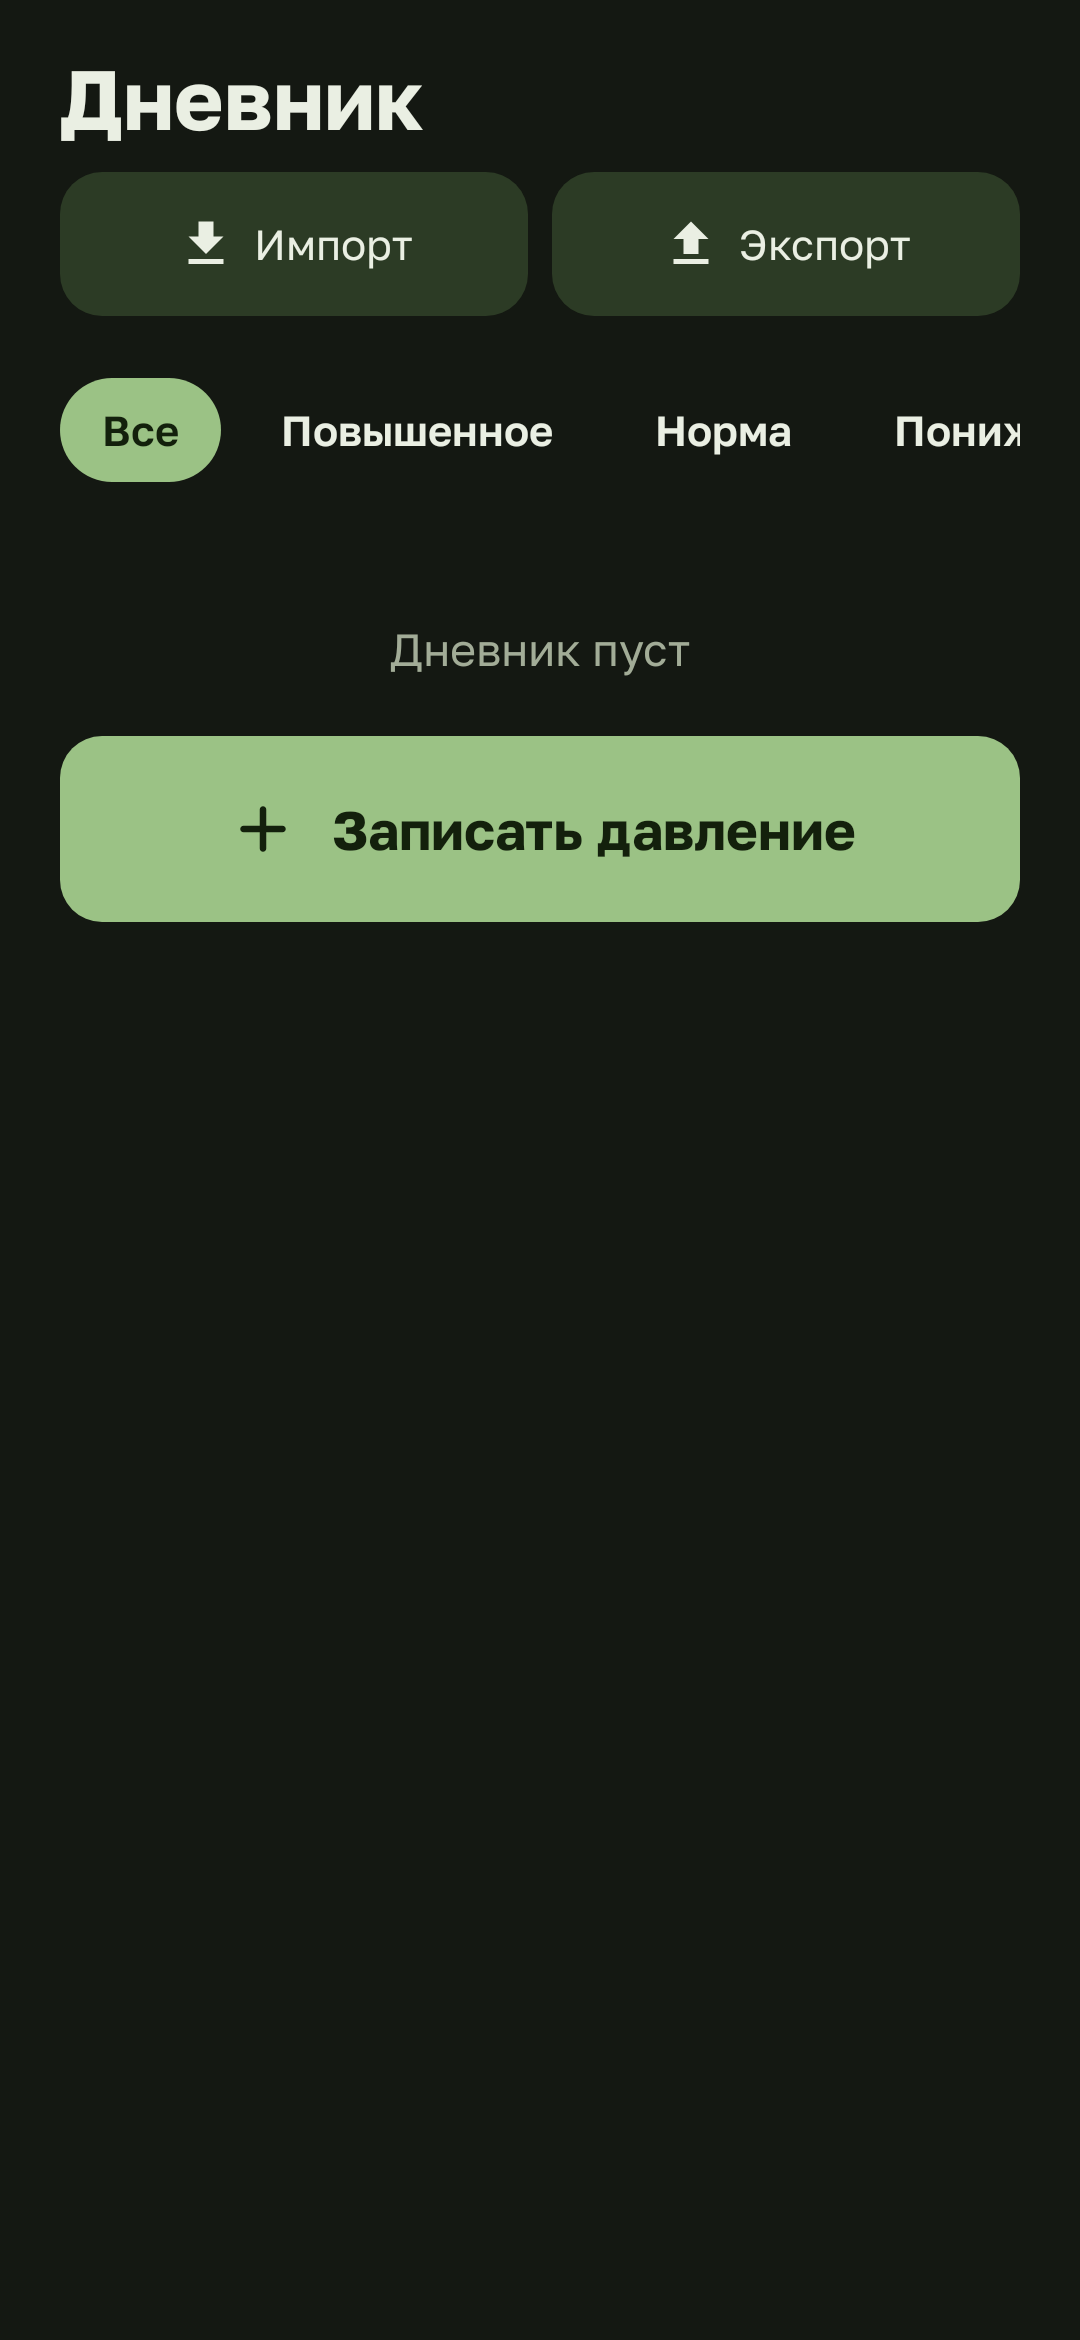 Дневник
Импорт Экспорт
Все Повышенное Норма
Дневник пуст
Записать давление